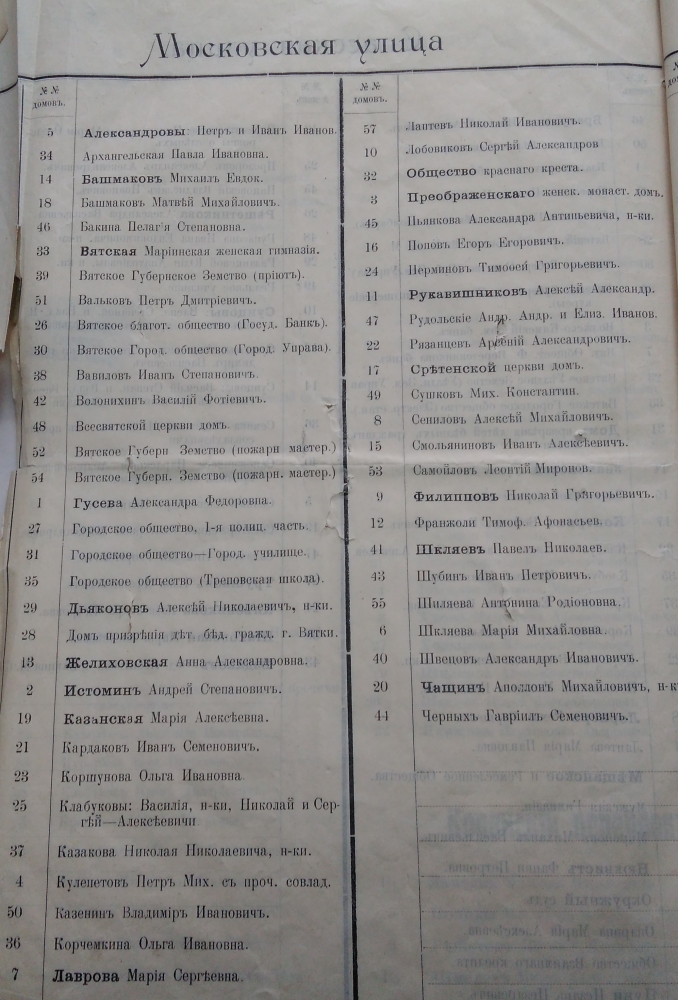 Московская улица
№ №
домовъ.
5 Александровы: Петръ и Иванъ Иванов.
34 Архангельская Павла Ивановна.
14 Башмаковъ Михаилъ Евдок.
18 Башмаковъ Матвѣй Михайловичъ.
46 Бакина Пелагѣя Степановна.
33 Вятская Маріинская женская гимназія.
39 Вятское Губернское Земство (пріютъ).
51 Вальковъ Петръ Дмитріевичъ.
26 Вятское благот. общество (Госуд. Банкъ).
30 Вятское Город. общество (Город. Управа).
38 Вавиловъ Иванъ Степановичъ.
42 Волонихинъ Василій Фотіевичъ.
48 Всесвятской церкви домъ.
52 Вятское Губерн Земство (пожарн мастер.)
54 Вятское Губерн. Земство (пожарн. мастер.)
1 Гусева Александра Федоровна.
27 Городское общество, 1-я полиц. часть.
31 Городское общество—Город. училище.
35 Городское общество (Треповская школа).
29 Дьяконовъ Алексѣй Николаевичъ, н-ки.
28 Домъ призрѣнія дѣт. бѣд. гражд. г. Вятки.
13 Желиховская Анна Александровна.
2 Истоминъ Андрей Степановичъ.
19 Казанская Марія Алексѣевна.
21 Кардаковъ Иванъ Семеновичъ.
23 Коршунова Ольга Ивановна
25 Клабуковы: Василія, н-ки, Николай и Сер-
гѣй—Алексѣевичи
37 Казакова Николая Николаевича, н-ки.
4 Кулепетовъ Петръ Мих. съ проч. совлад.
50 Казенинъ Владиміръ Ивановичъ.
36 Корчемкина Ольга Ивановна.
7 Лаврова Марія Сергѣевна.
№ №
домовъ.
57 Лаптевъ Николай Ивановичъ.
10 Лобовиковъ Сергѣй Александров
32 Общество краснаго креста.
3 Преображенскаго женск. монаст. домъ.
45 Пьянкова Александра Антипьевича, н-ки.
16 Поповъ Егоръ Егоровичъ.
24 Перминовъ Тимоѳей Григорьевичъ.
11 Рукавишниковъ Алексѣй Александр.
47 Рудольскіе Андр. Андр. и Елиз. Иванов.
22 Рязанцевъ Арсеній Александровичъ.
17 Срѣтенской церкви домъ.
49 Сушковъ Мих. Константин.
8 Сениловъ Алексѣй Михайловичъ.
15 Смольяниновъ Иванъ Алексѣевичъ.
53 Самойловъ Леонтій Миронов.
9 Филипповъ Николай Григорьевичъ.
12 Франжоли Тимоф. Афонасьев.
41 Шкляевъ Павелъ Николаев.
43 Шубинъ Иванъ Петровичъ.
55 Шиляева Антонина Родіоновна.
6 Шкляева Марія Михайловна.
40 Швецовъ Александръ Ивановичъ.
20 Чащинъ Аполлонъ Михайловичъ, н-к
44 Черныхъ Гавріилъ Семеновичъ.